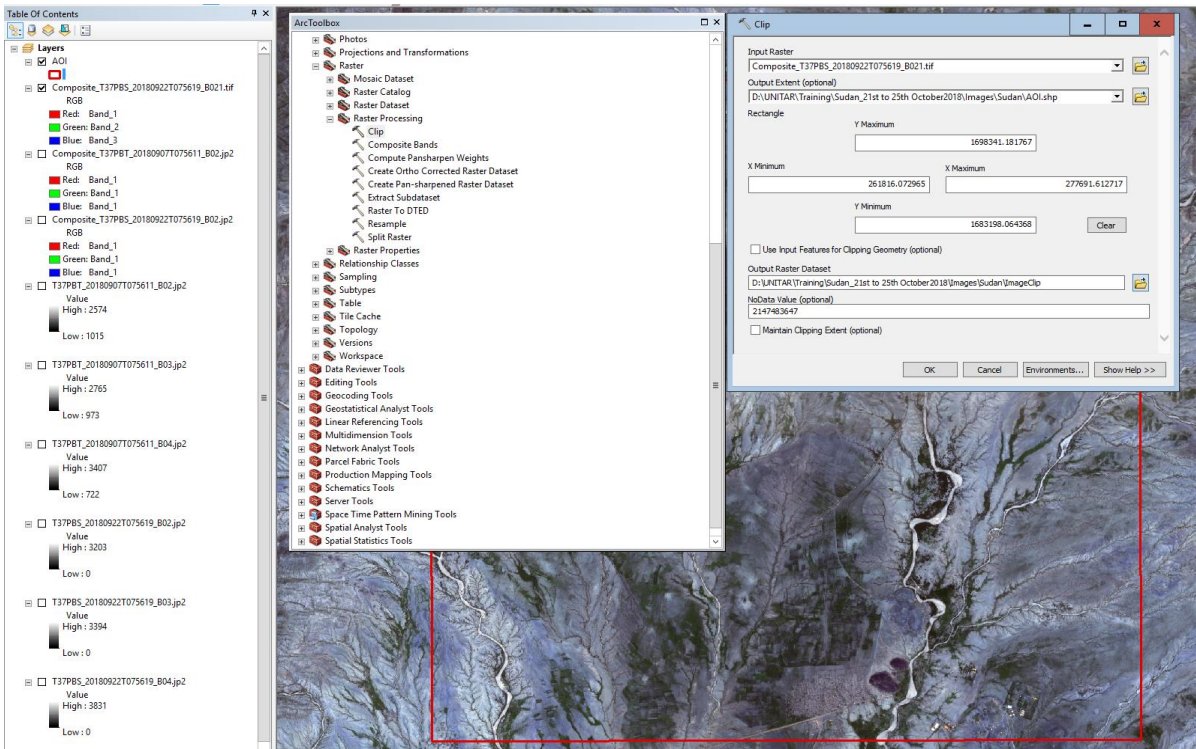 Table Of Contents
Layers
AOI
Composite_T37PBS_20180922T075619_B021.tif
RGB
Red: Band_1
Green: Band_2
Blue: Band_3
Composite_T37PBT_20180907T075611_B02.jp2
RGB
Red: Band_1
Green: Band_1
Blue: Band_1
Composite_T37PBS_20180922T075619_B02.jp2
RGB
Red: Band_1
Green: Band_1
Blue: Band_1
T37PBT_20180907T075611_B02.jp2
Value
High : 2574
Low : 1015
T37PBT_20180907T075611_B03.jp2
Value
High : 2765
Low : 973
T37PBT_20180907T075611_B04.jp2
Value
High : 3407
Low : 722
T37PBS_20180922T075619_B02.jp2
Value
High : 3203
Low : 0
T37PBS_20180922T075619_B03.jp2
Value
High : 3394
Low : 0
T37PBS_20180922T075619_B04.jp2
Value
High : 3831
Low : 0
ArcToolbox
Photos
Projections and Transformations
Raster
Mosaic Dataset
Raster Catalog
Raster Dataset
Raster Processing
Clip
Composite Bands
Compute Pansharpen Weights
Create Ortho Corrected Raster Dataset
Create Pan-sharpened Raster Dataset
Extract Subdataset
Raster To DTED
Resample
Split Raster
Raster Properties
Relationship Classes
Sampling
Subtypes
Table
Tile Cache
Topology
Versions
Workspace
Data Reviewer Tools
Editing Tools
Geocoding Tools
Geostatistical Analyst Tools
Linear Referencing Tools
Multidimension Tools
Network Analyst Tools
Parcel Fabric Tools
Production Mapping Tools
Schematics Tools
Server Tools
Space Time Pattern Mining Tools
Spatial Analyst Tools
Spatial Statistics Tools
Clip
Input Raster
Composite_T37PBS_20180922T075619_B021.tif
Output Extent (optional)
D:\UNITAR\Training\Sudan_21st to 25th October2018\Images\Sudan\AOI.shp
Rectangle
Y Maximum
1698341.181767
X Minimum X Maximum
261816.072965 277691.612717
Y Minimum
1683198.064368 Clear
Use Input Features for Clipping Geometry (optional)
Output Raster Dataset
D:\UNITAR\Training\Sudan_21st to 25th October2018\Images\Sudan\ImageClip
NoData Value (optional)
2147483647
Maintain Clipping Extent (optional)
OK Cancel Environments... Show Help >>